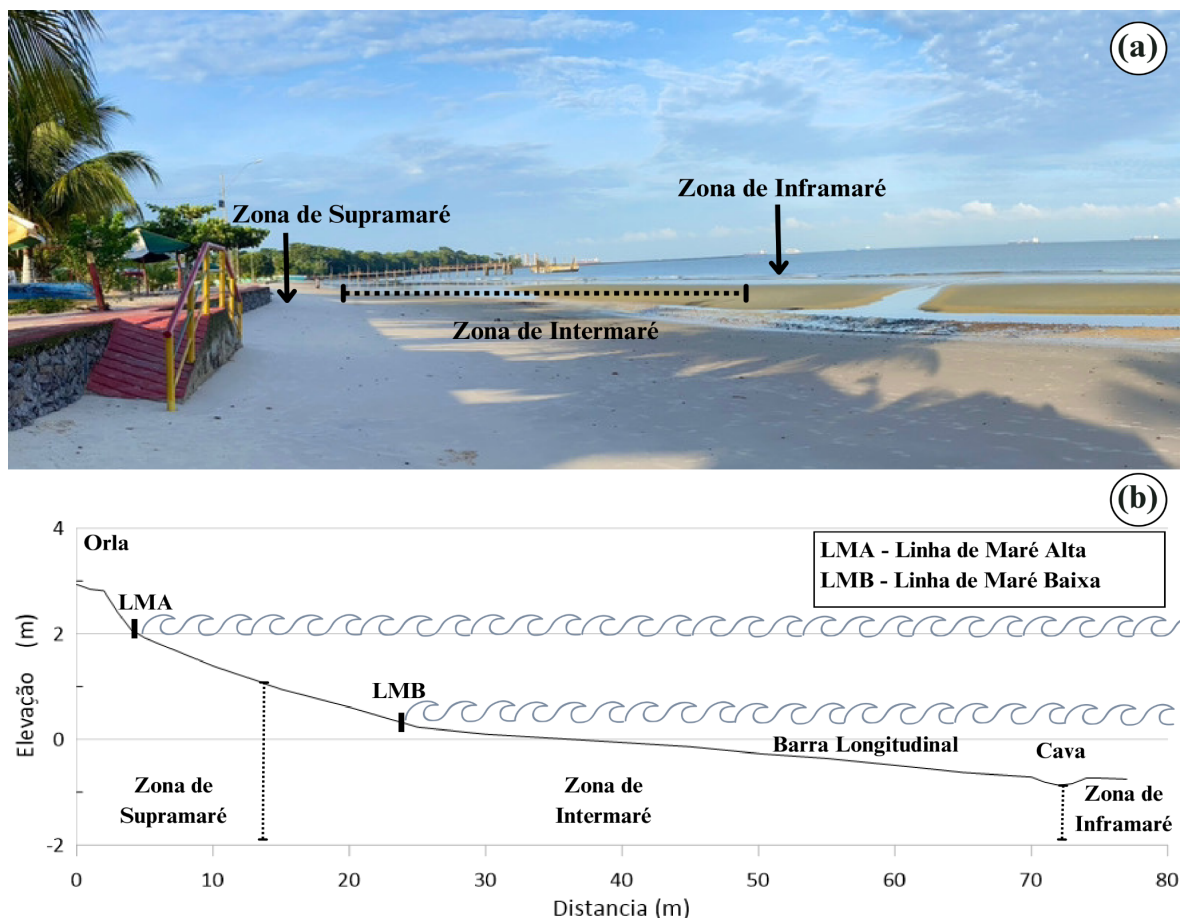 (a)
Zona de Inframaré
Zona de Supramaré
Zona de Intermaré
(b)
4
Orla
LMA - Linha de Maré Alta
LMB - Linha de Maré Baixa
LMA
2
LMB
Elevação (m)
0
Barra Longitudinal
Cava
Zona de
Supramaré
Zona de
Intermaré
Zona de
Inframaré
-2
0 10 20 30 40 50 60 70 80
Distancia (m)